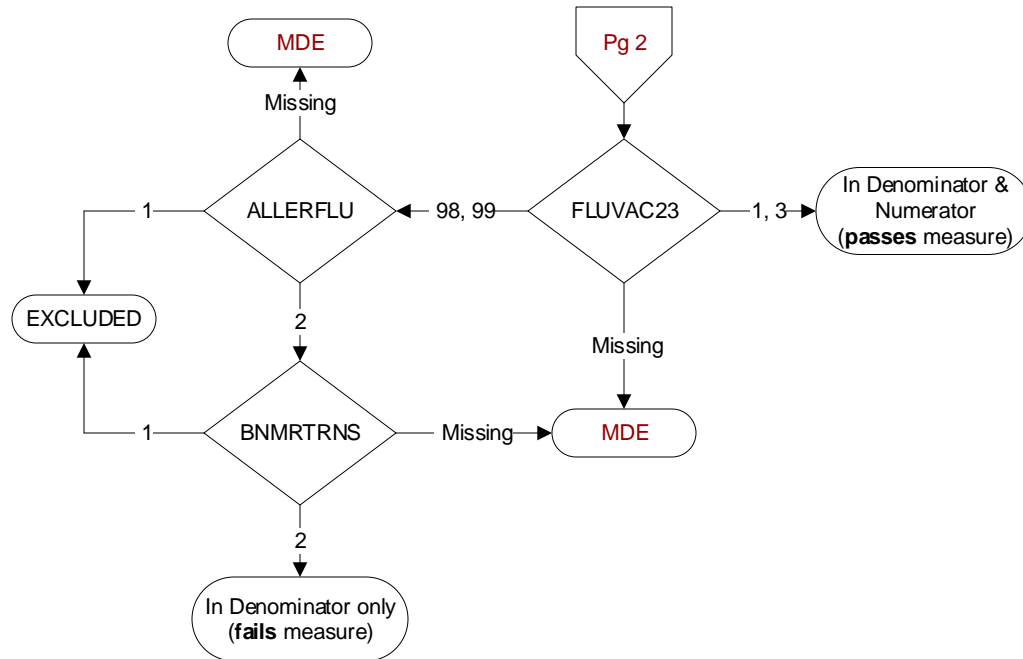 MDE
Pg 2
Missing
ALLERFLU
98, 99
FLUVAC23
1, 3
In Denominator &
Numerator
(passes measure)
1
EXCLUDED
2
Missing
1
BNMRTRNS
Missing
MDE
2
In Denominator only
(fails measure)